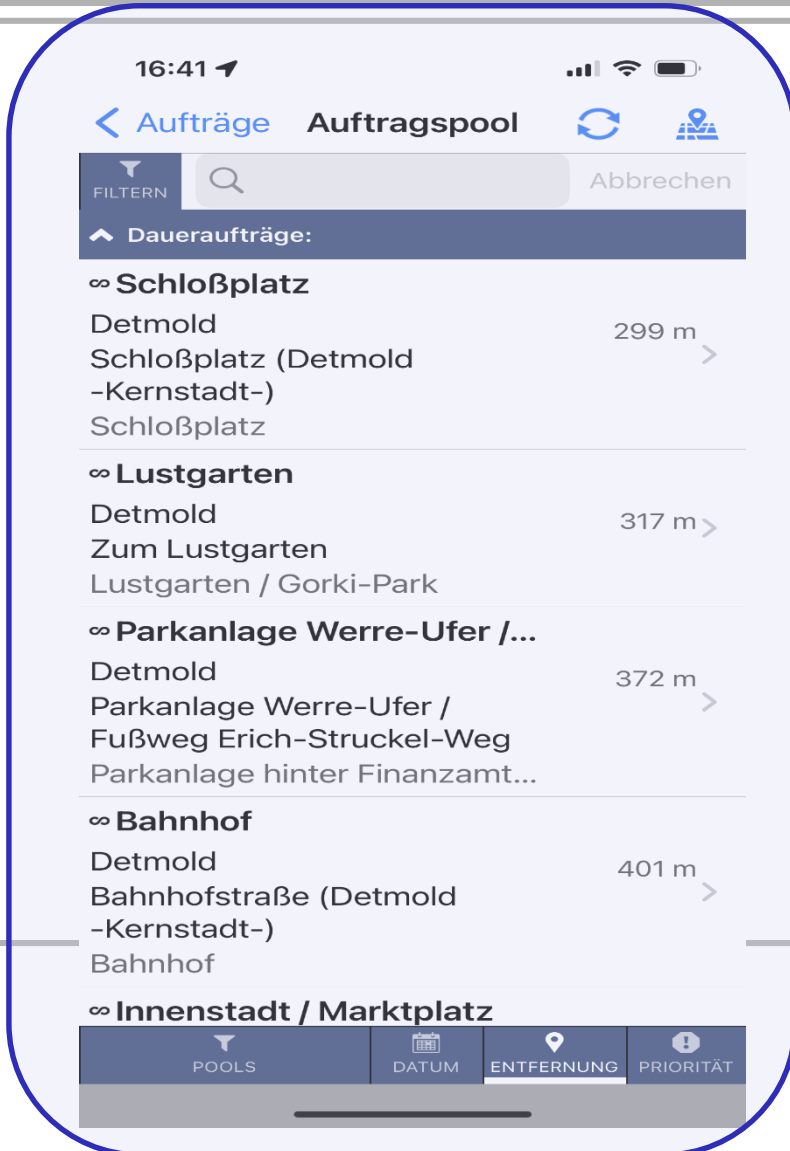 16:41
Aufträge Auftragspool
FILTERN Abbrechen
Daueraufträge:
∞ Schloßplatz
Detmold
299 m
Schloßplatz (Detmold
-Kernstadt-)
Schloßplatz
∞ Lustgarten
Detmold
317 m
Zum Lustgarten
Lustgarten / Gorki-Park
∞ Parkanlage Werre-Ufer /...
Detmold
372 m
Parkanlage Werre-Ufer /
Fußweg Erich-Struckel-Weg
Parkanlage hinter Finanzamt...
∞ Bahnhof
Detmold
401 m
Bahnhofstraße (Detmold
-Kernstadt-)
Bahnhof
∞ Innenstadt / Marktplatz
POOLS DATUM ENTFERNUNG PRIORITÄT